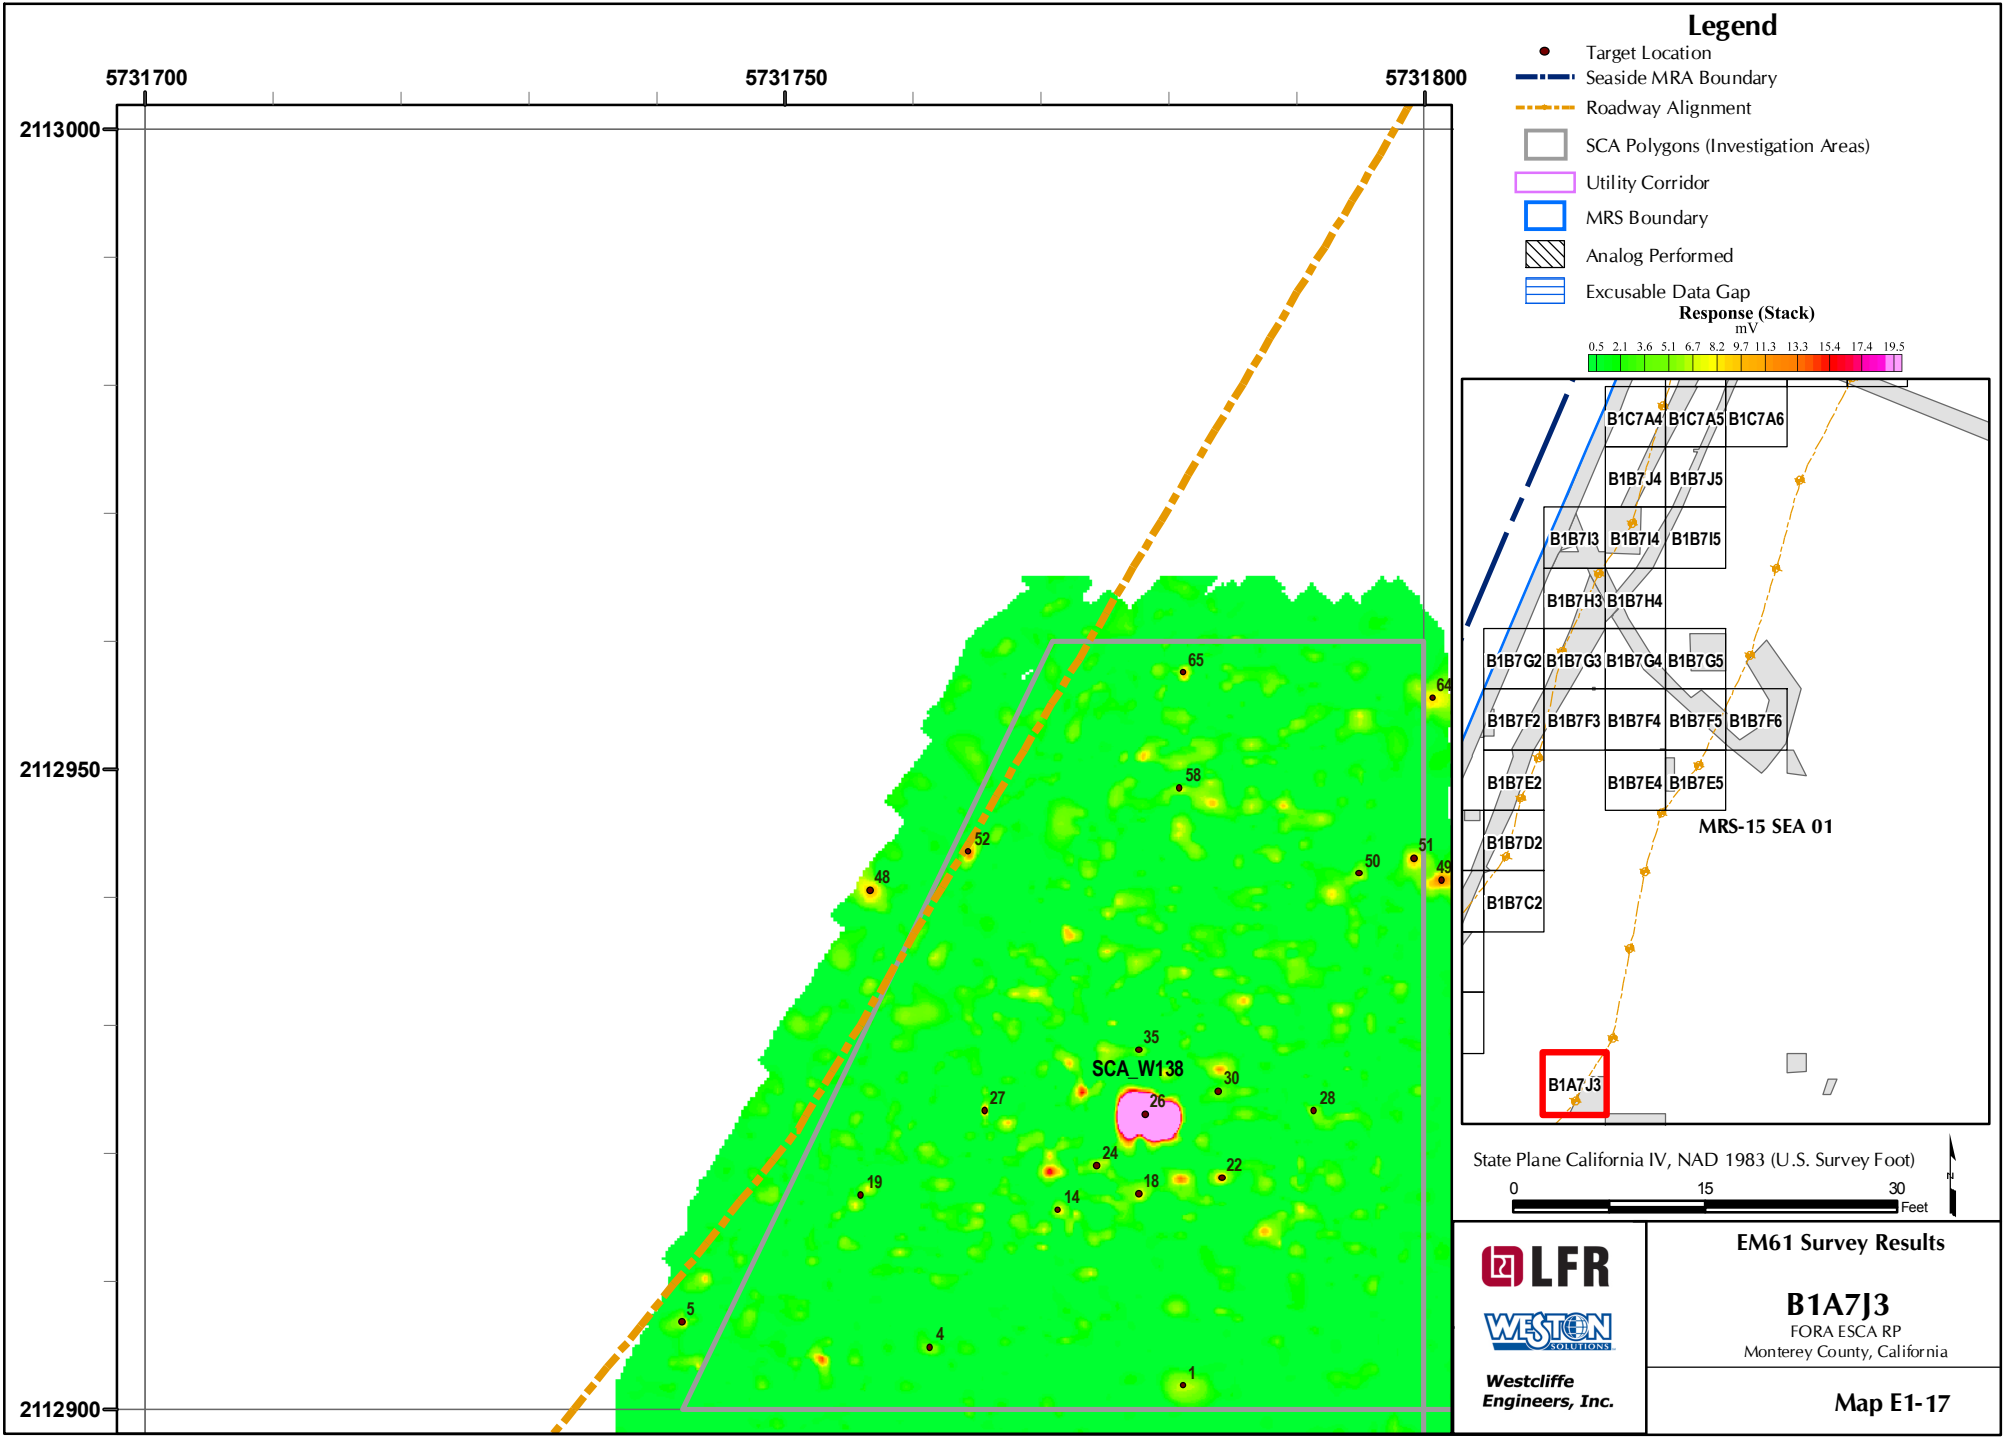 Legend
Target Location
Seaside MRA Boundary
Roadway Alignment
SCA Polygons (Investigation Areas)
Utility Corridor
MRS Boundary
Analog Performed
Excusable Data Gap
Response (Stack)
mV
0.5 2.1 3.6 5.1 6.7 8.2 9.7 11.3 13.3 15.4 17.4 19.5
5731700 5731750 5731800
2113000
2112950
2112900
65
64
58
52
51
50
49
48
35
SCA_W138
30
27
26
28
24
22
19
18
14
5
4
1
B1C7A4 B1C7A5 B1C7A6
B1B7J4 B1B7J5
B1B7I3 B1B7I4 B1B7I5
B1B7H3 B1B7H4
B1B7G2 B1B7G3 B1B7G4 B1B7G5
B1B7F2 B1B7F3 B1B7F4 B1B7F5 B1B7F6
B1B7E2 B1B7E4 B1B7E5
MRS-15 SEA 01
B1B7D2
B1B7C2
B1A7J3
State Plane California IV, NAD 1983 (U.S. Survey Foot)
0 15 30
Feet
N
LFR
WESTON
SOLUTIONS
Westcliffe
Engineers, Inc.
EM61 Survey Results
B1A7J3
FORA ESCA RP
Monterey County, California
Map E1-17